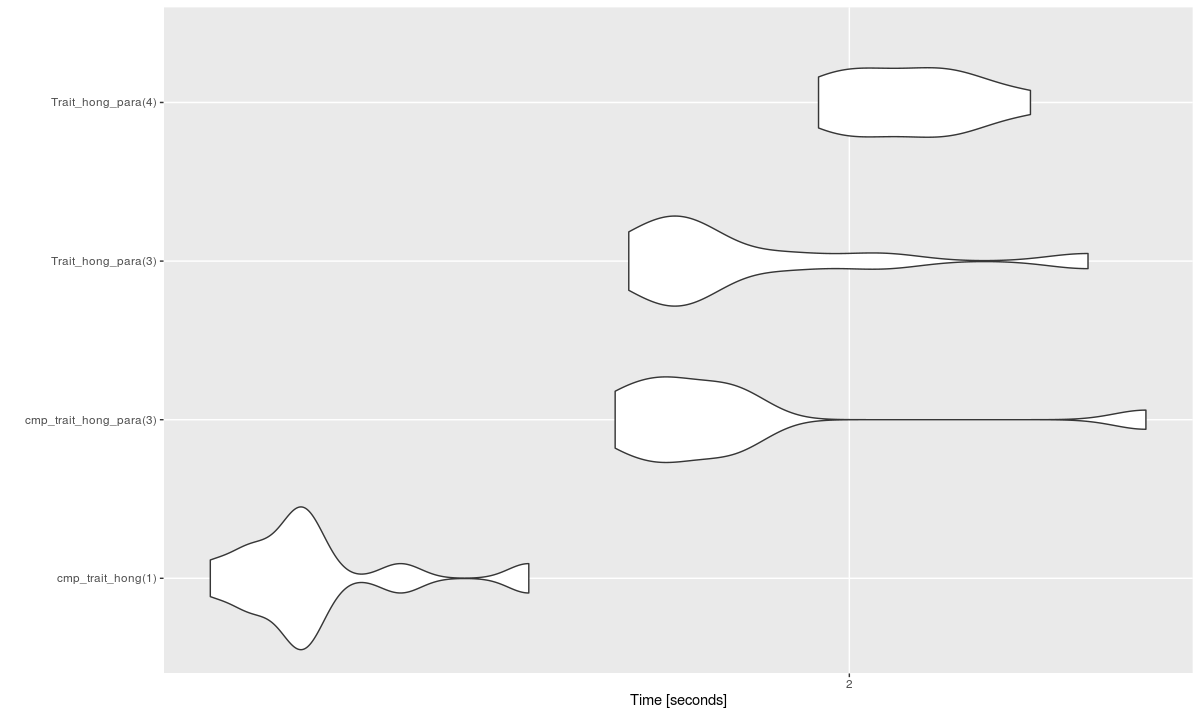 Trait_hong_para(4)
Trait_hong_para(3)
cmp_trait_hong_para(3)
cmp_trait_hong(1)
2
Time [seconds]